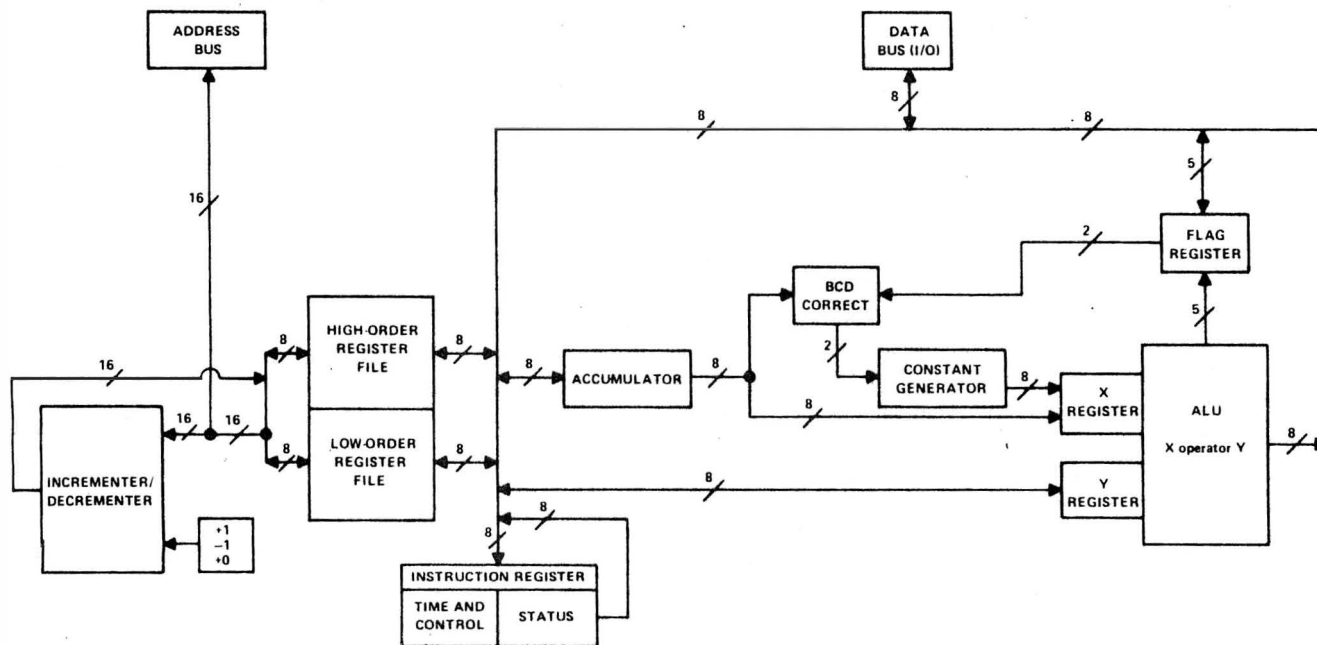 ADDRESS
BUS
DATA
BUS (I/O)
8
8
8
16
5
2
FLAG
REGISTER
BCD
CORRECT
5
HIGH-ORDER
REGISTER
FILE
8
8
2
16
8
ACCUMULATOR
8
CONSTANT
GENERATOR
8
X
REGISTER
ALU
X operator Y
8
8
16
16
8
LOW-ORDER
REGISTER
FILE
8
INCREMENTER/
DECREMENTER
8
Y
REGISTER
+1
−1
+0
8
8
INSTRUCTION REGISTER
TIME AND
CONTROL
STATUS